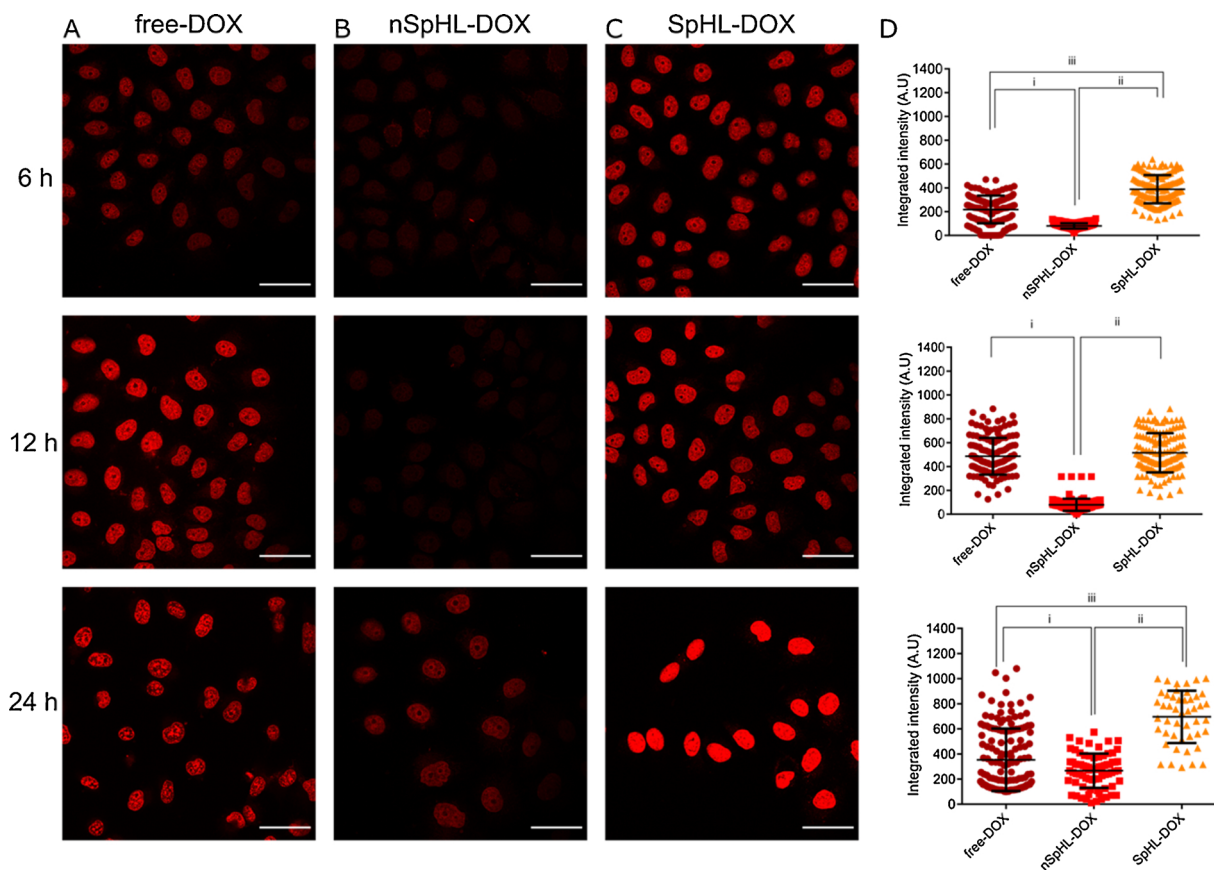 A free-DOX
B nSpHL-DOX
C SpHL-DOX
D
6 h
12 h
24 h
iii
i
ii
Integrated intensity (A.U)
1400
1200
1000
800
600
400
200
0
free-DOX
nSPHL-DOX
SpHL-DOX
i
ii
Integrated intensity (A.U)
1400
1200
1000
800
600
400
200
0
free-DOX
nSpHL-DOX
SpHL-DOX
iii
i
ii
Integrated intensity (A.U)
1400
1200
1000
800
600
400
200
0
free-DOX
nSpHL-DOX
SpHL-DOX